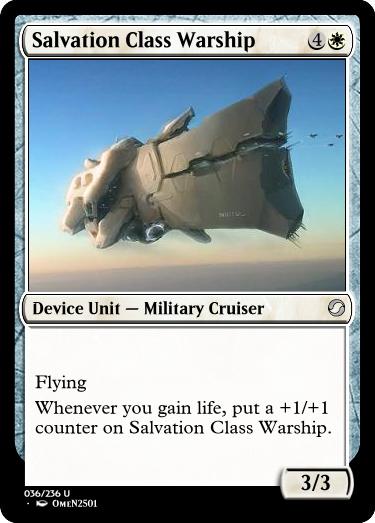 Salvation Class Warship 4
Device Unit — Military Cruiser
Flying
Whenever you gain life, put a +1/+1
counter on Salvation Class Warship.
3/3
036/236 U
· OmeN2501